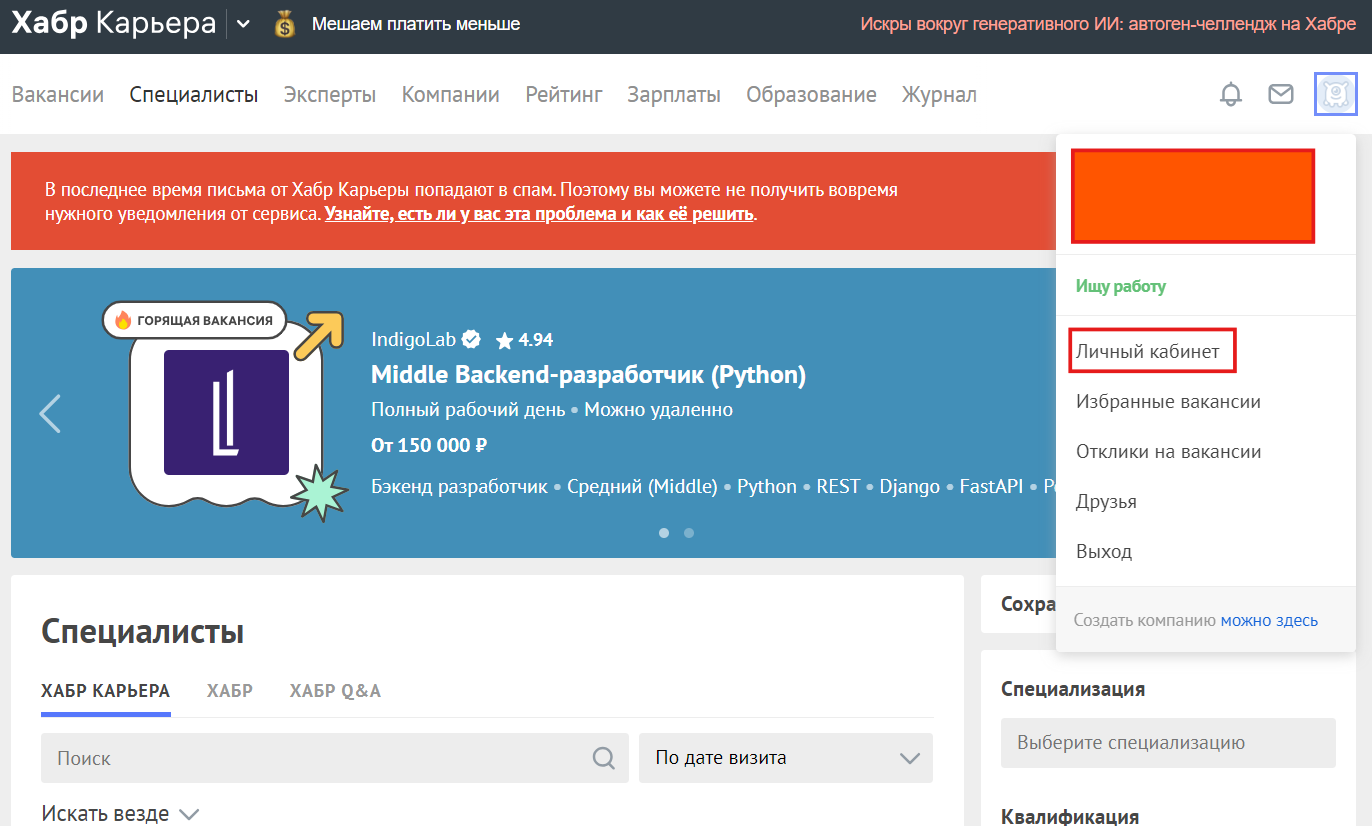 Хабр Карьера
Мешаем платить меньше
Искры вокруг генеративного ИИ: автоген-челлендж на Хабре
Вакансии Специалисты Эксперты Компании Рейтинг Зарплаты Образование Журнал
В последнее время письма от Хабр Карьеры попадают в спам. Поэтому вы можете не получить вовремя
нужного уведомления от сервиса. Узнайте, есть ли у вас эта проблема и как её решить.
Ищу работу
Личный кабинет
Избранные вакансии
Отклики на вакансии
Друзья
Выход
Создать компанию можно здесь
ГОРЯЩАЯ ВАКАНСИЯ
IndigoLab 4.94
Middle Backend-разработчик (Python)
Полный рабочий день • Можно удаленно
От 150 000 ₽
Бэкенд разработчик • Средний (Middle) • Python • REST • Django • FastAPI •
Специалисты
ХАБР КАРЬЕРА ХАБР ХАБР Q&A
Поиск
По дате визита
Искать везде
Сохра
Специализация
Выберите специализацию
Квалификация